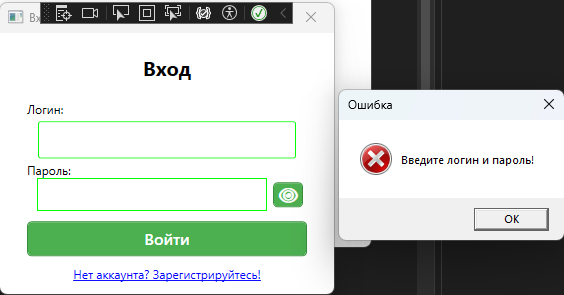 Вход
Логин:
Пароль:
Войти
Нет аккаунта? Зарегистрируйтесь!
Ошибка
Введите логин и пароль!
OK